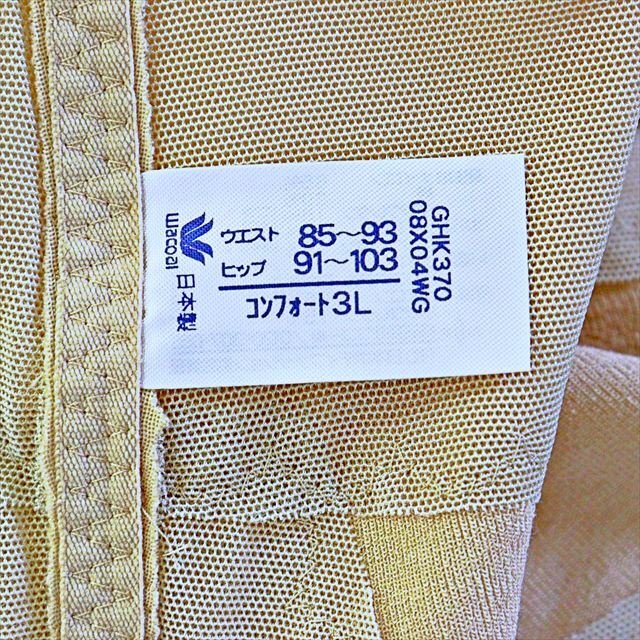 Wacoal 日本製
ウエスト 85〜93
ヒップ 91〜103
コンフォート3L
GHK370
08X04WG